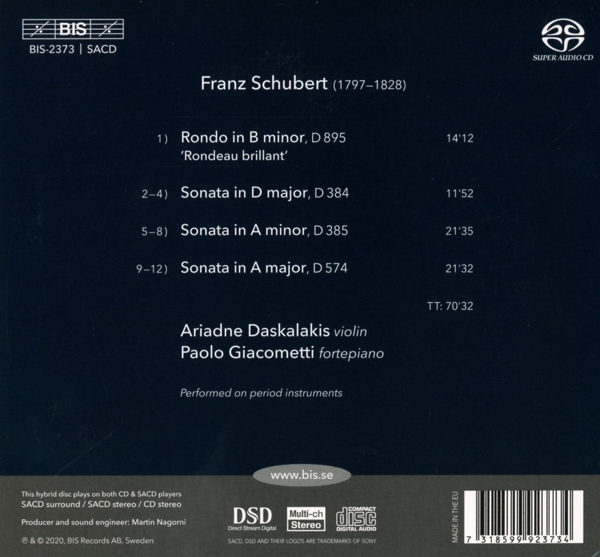 BIS
BIS-2373 | SACD
SUPER AUDIO CD
Franz Schubert (1797–1828)
1) Rondo in B minor, D 895 14'12
'Rondeau brillant'
2–4) Sonata in D major, D 384 11'52
5–8) Sonata in A minor, D 385 21'35
9–12) Sonata in A major, D 574 21'32
TT: 70'32
Ariadne Daskalakis violin
Paolo Giacometti fortepiano
Performed on period instruments
www.bis.se
This hybrid disc plays on both CD & SACD players
SACD surround / SACD stereo / CD stereo
Producer and sound engineer: Martin Nagorni
℗ & © 2020, BIS Records AB, Sweden
DSD
Direct Stream Digital
Multi-ch
Stereo
COMPACT
disc
DIGITAL AUDIO
SACD, DSD AND THEIR LOGOS ARE TRADEMARKS OF SONY
MADE IN THE EU
7 318599 923734